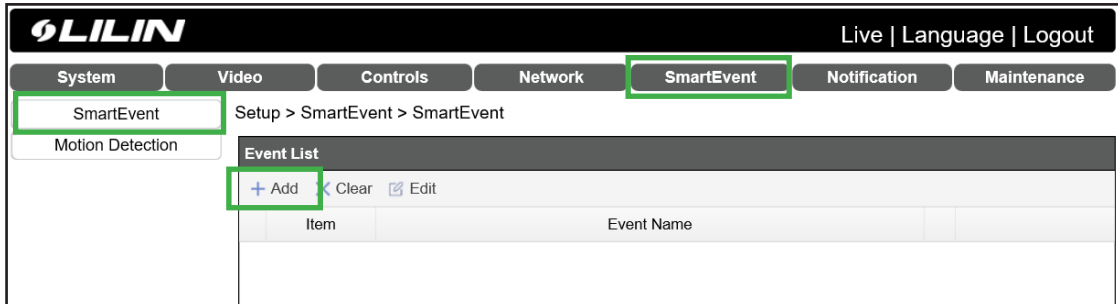 LILIN
Live | Language | Logout
System Video Controls Network SmartEvent Notification Maintenance
SmartEvent Setup > SmartEvent > SmartEvent
Motion Detection
Event List
+ Add Clear Edit
Item Event Name